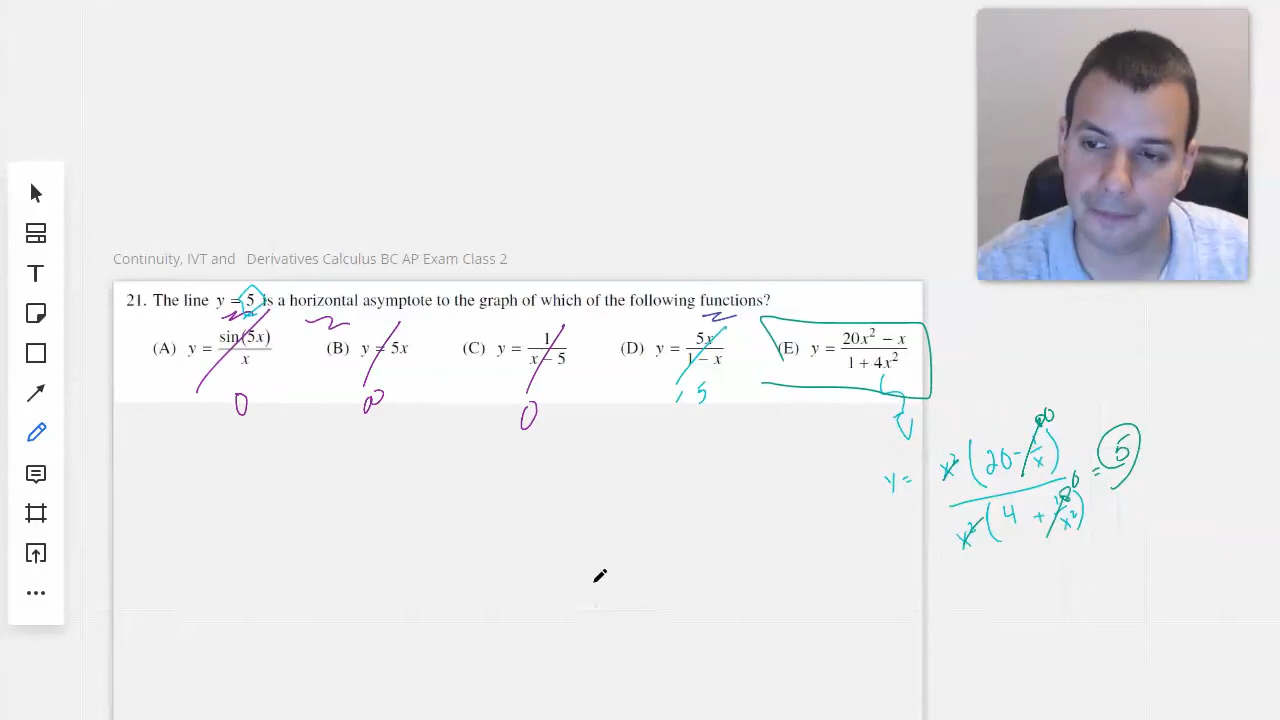 Continuity, IVT and Derivatives Calculus BC AP Exam Class 2
21. The line y = 5 is a horizontal asymptote to the graph of which of the following functions?
(A) y = sin(5x)/x (B) y = 5x (C) y = 1/(x − 5) (D) y = 5x/(1 − x) (E) y = (20x² − x)/(1 + 4x²)
0 ∞ 0 5
y = x²(20 − 1/x) / x²(4 + 1/x²) = 5
0
0
T